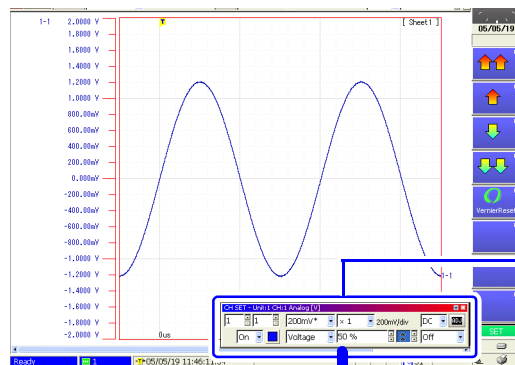 1-1 2.0000 V T [ Sheet1 ]
1.8000 V
05/05/19
1.6000 V
1.4000 V
1.2000 V
1.0000 V
800.00mV
600.00mV
400.00mV
200.00mV
0.000mV
-200.00mV
-400.00mV
VernierReset
-600.00mV
-800.00mV
-1.0000 V
-1.2000 V 1-1
-1.4000 V
CH SET - Unit:1 CH:1 Analog [V]
-1.6000 V 1 1 200mV* × 1 200mV/div DC
-1.8000 V On Voltage 50 % Off
SET
-2.0000 V 0us
Ready 1 T 05/05/19 11:46:11.54